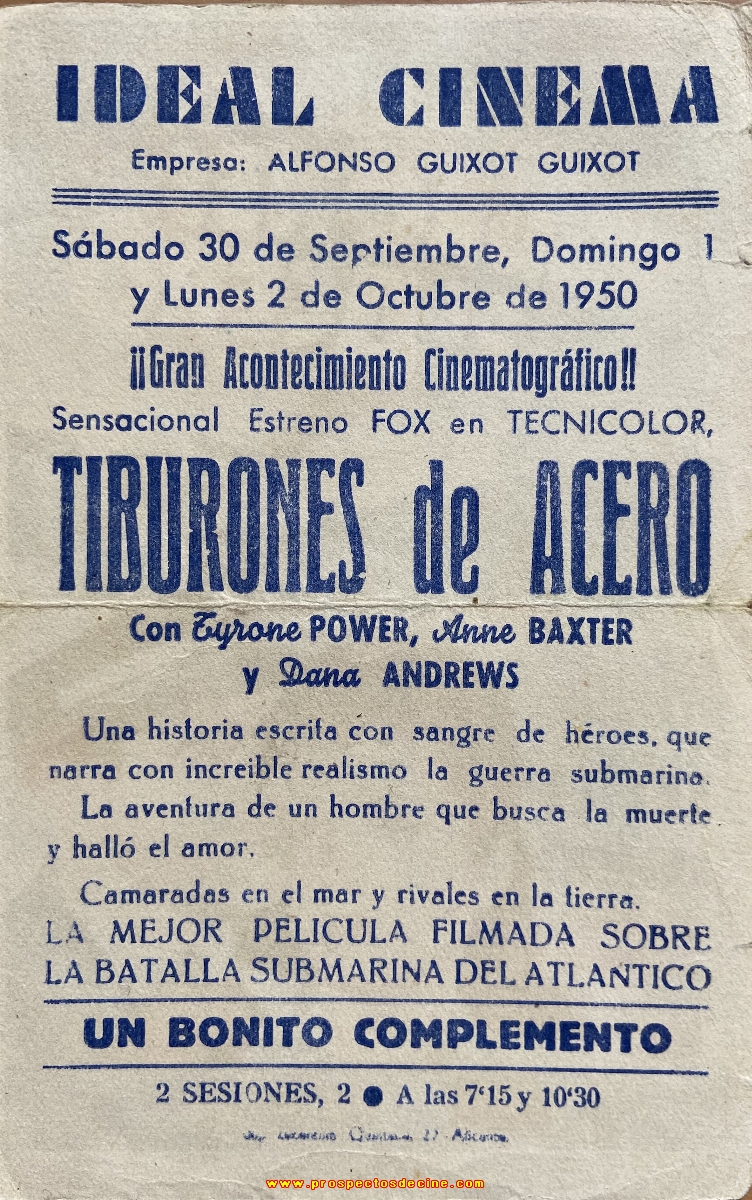 IDEAL CINEMA
Empresa: ALFONSO GUIXOT GUIXOT
Sábado 30 de Septiembre, Domingo 1
y Lunes 2 de Octubre de 1950
¡¡Gran Acontecimiento Cinematográfico!!
Sensacional Estreno FOX en TECNICOLOR,
TIBURONES de ACERO
Con Tyrone POWER, Anne BAXTER
y Dana ANDREWS
Una historia escrita con sangre de héroes, que
narra con increible realismo la guerra submarina.
La aventura de un hombre que busca la muerte
y halló el amor.
Camaradas en el mar y rivales en la tierra.
LA MEJOR PELICULA FILMADA SOBRE
LA BATALLA SUBMARINA DEL ATLANTICO
UN BONITO COMPLEMENTO
2 SESIONES, 2 ● A las 7'15 y 10'30
27 - Alicante.
www.prospectosdecine.com